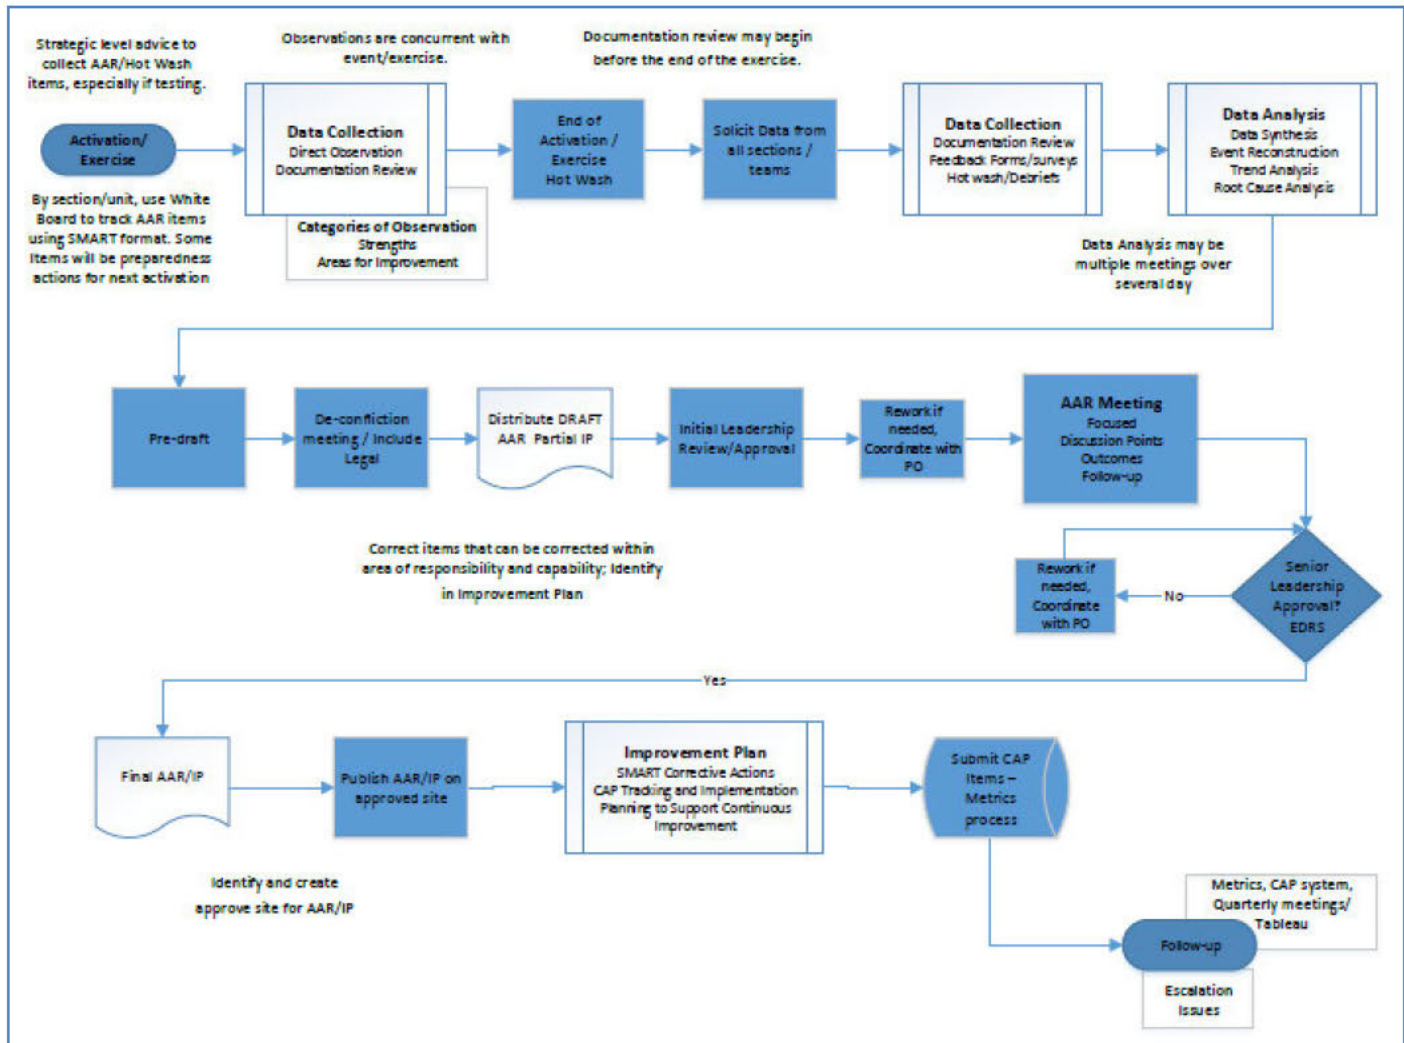 Strategic level advice to
collect AAR/Hot Wash
items, especially if testing.
Observations are concurrent with
event/exercise.
Documentation review may begin
before the end of the exercise.
Activation/
Exercise
Data Collection
Direct Observation
Documentation Review
End of
Activation /
Exercise
Hot Wash
Solicit Data from
all sections /
teams
Data Collection
Documentation Review
Feedback Forms/surveys
Hot wash/Debriefs
Data Analysis
Data Synthesis
Event Reconstruction
Trend Analysis
Root Cause Analysis
By section/unit, use White
Board to track AAR items
using SMART format. Some
items will be preparedness
actions for next activation
Categories of Observation
Strengths
Areas for Improvement
Data Analysis may be
multiple meetings over
several day
Pre-draft
De-confliction
meeting / Include
Legal
Distribute DRAFT
AAR Partial IP
Initial Leadership
Review/Approval
Rework if
needed,
Coordinate with
PO
AAR Meeting
Focused
Discussion Points
Outcomes
Follow-up
Correct items that can be corrected within
area of responsibility and capability; Identify
in Improvement Plan
Rework if
needed,
Coordinate
with PO
No
Senior
Leadership
Approval?
EDRS
Yes
Final AAR/IP
Publish AAR/IP on
approved site
Improvement Plan
SMART Corrective Actions
CAP Tracking and Implementation
Planning to Support Continuous
Improvement
Submit CAP
Items –
Metrics
process
Identify and create
approve site for AAR/IP
Metrics, CAP system,
Quarterly meetings/
Tableau
Follow-up
Escalation
Issues